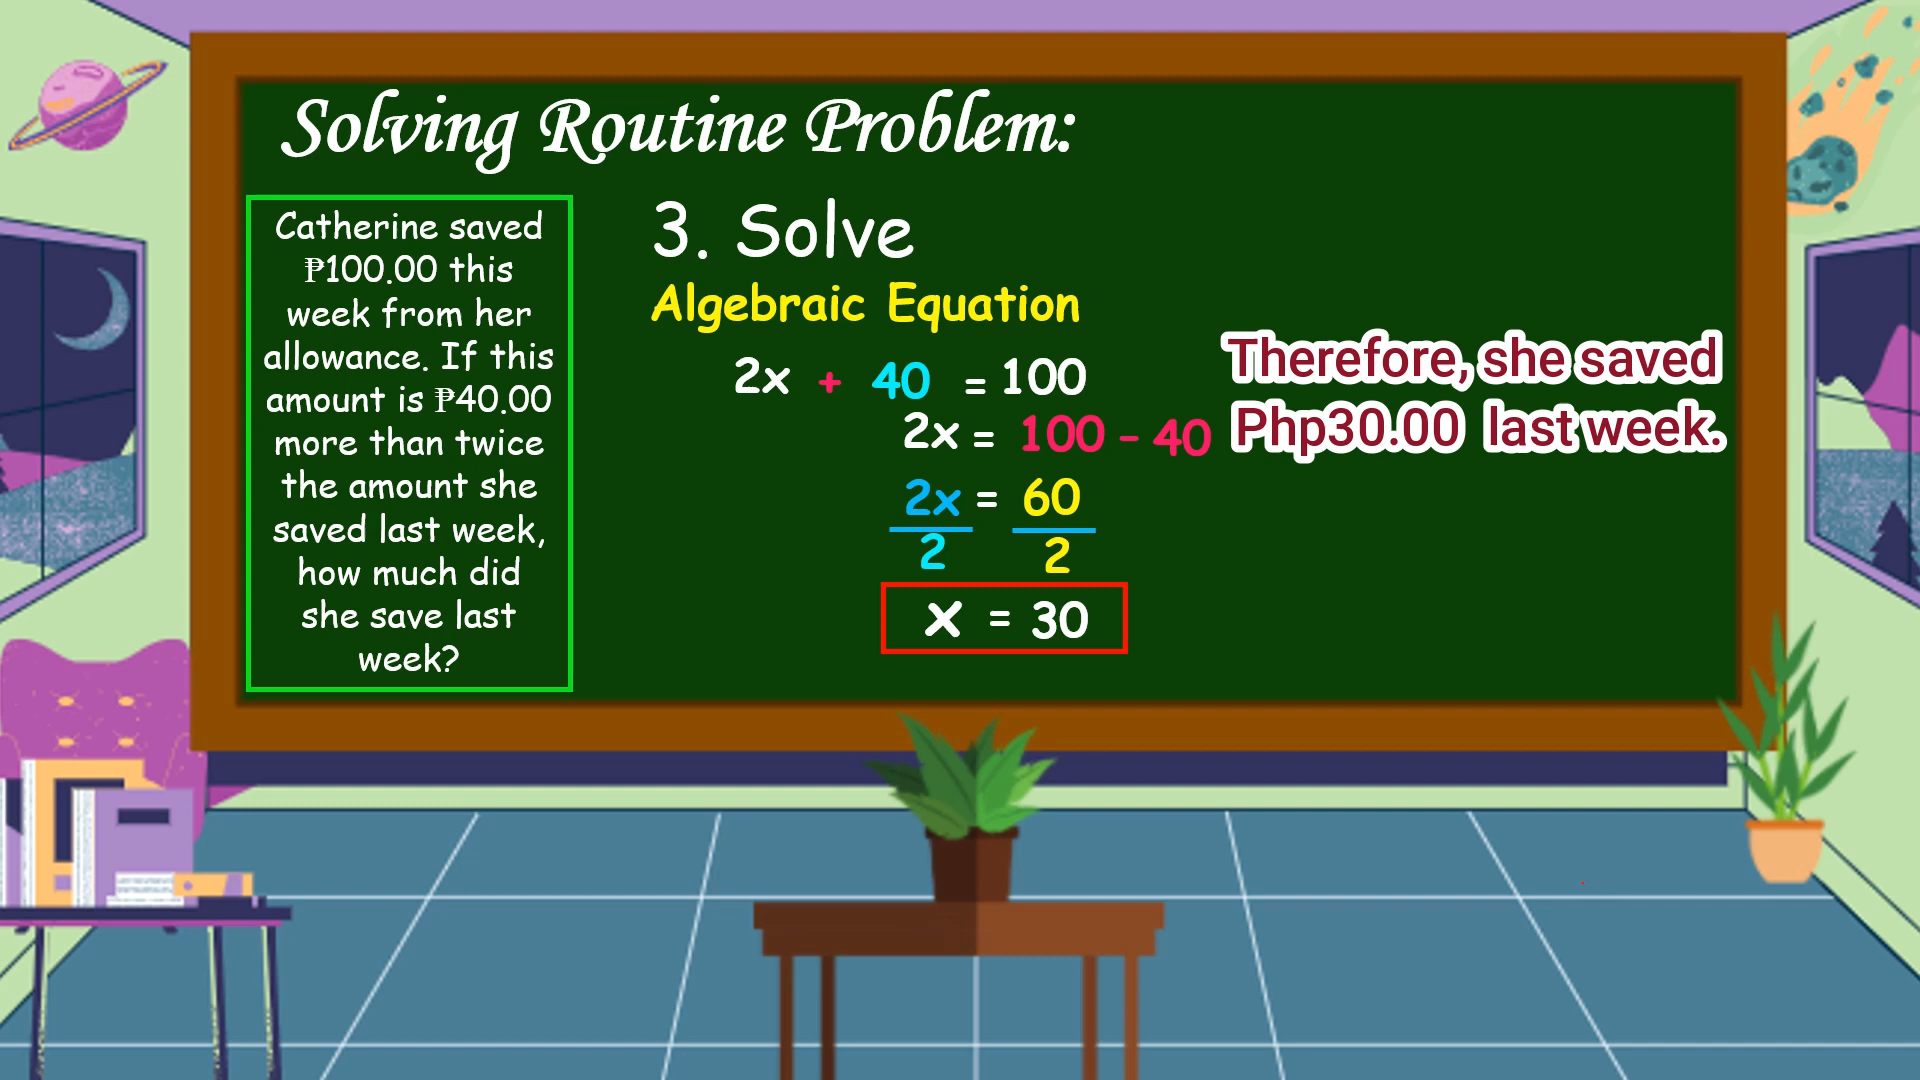 Solving Routine Problem:
Catherine saved
₱100.00 this
week from her
allowance. If this
amount is ₱40.00
more than twice
the amount she
saved last week,
how much did
she save last
week?
3. Solve
Algebraic Equation
2x + 40 = 100
2x = 100 - 40
2x = 60
2 2
x = 30
Therefore, she saved
Php30.00 last week.